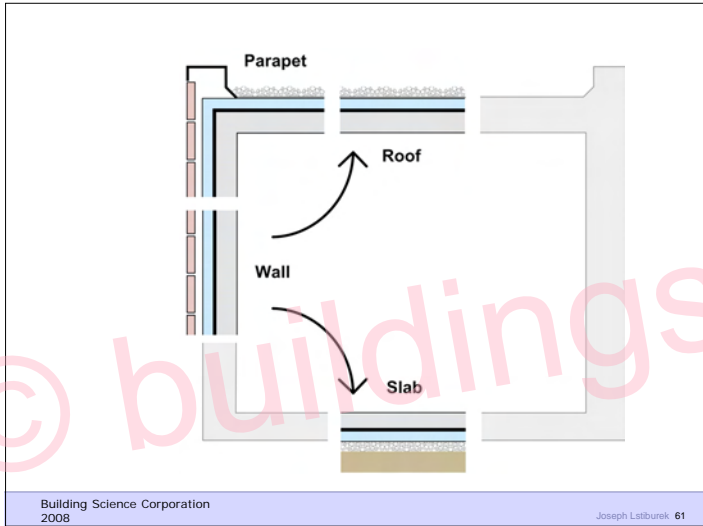 Parapet
Roof
Wall
Slab
© buildings
Building Science Corporation
2008
Joseph Lstiburek 61